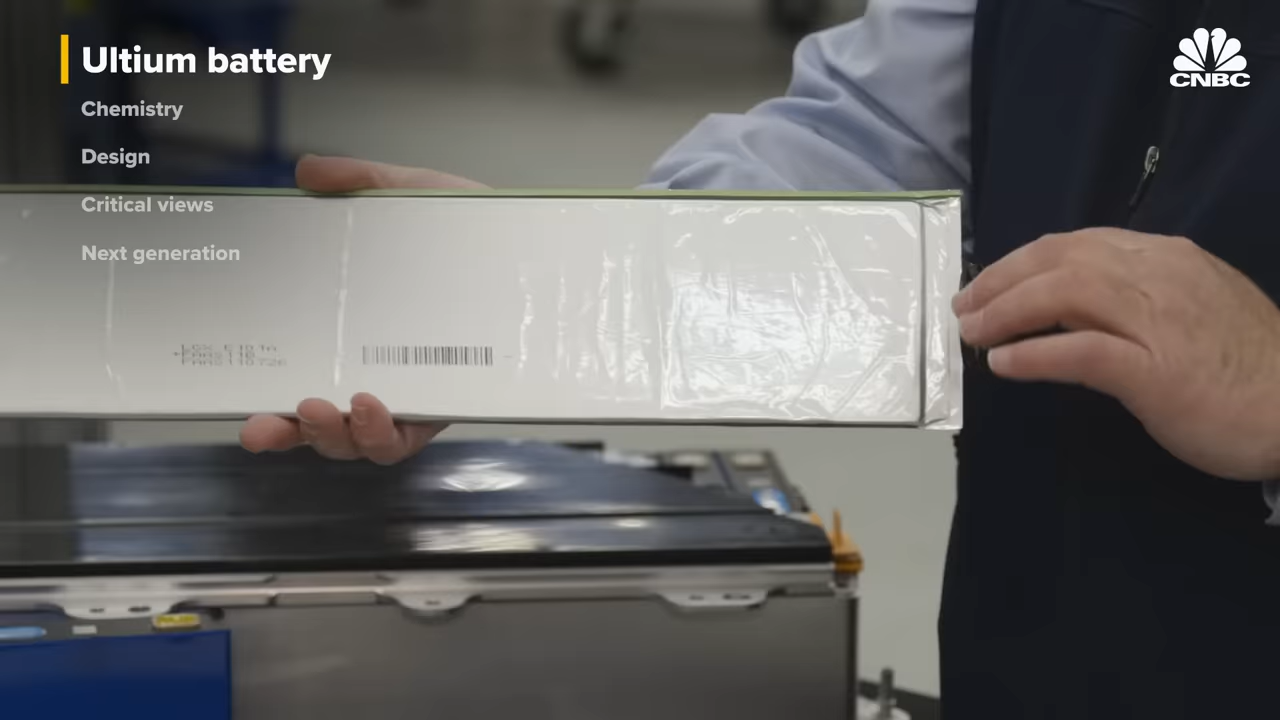 Ultium battery
CNBC
Chemistry
Design
Critical views
Next generation